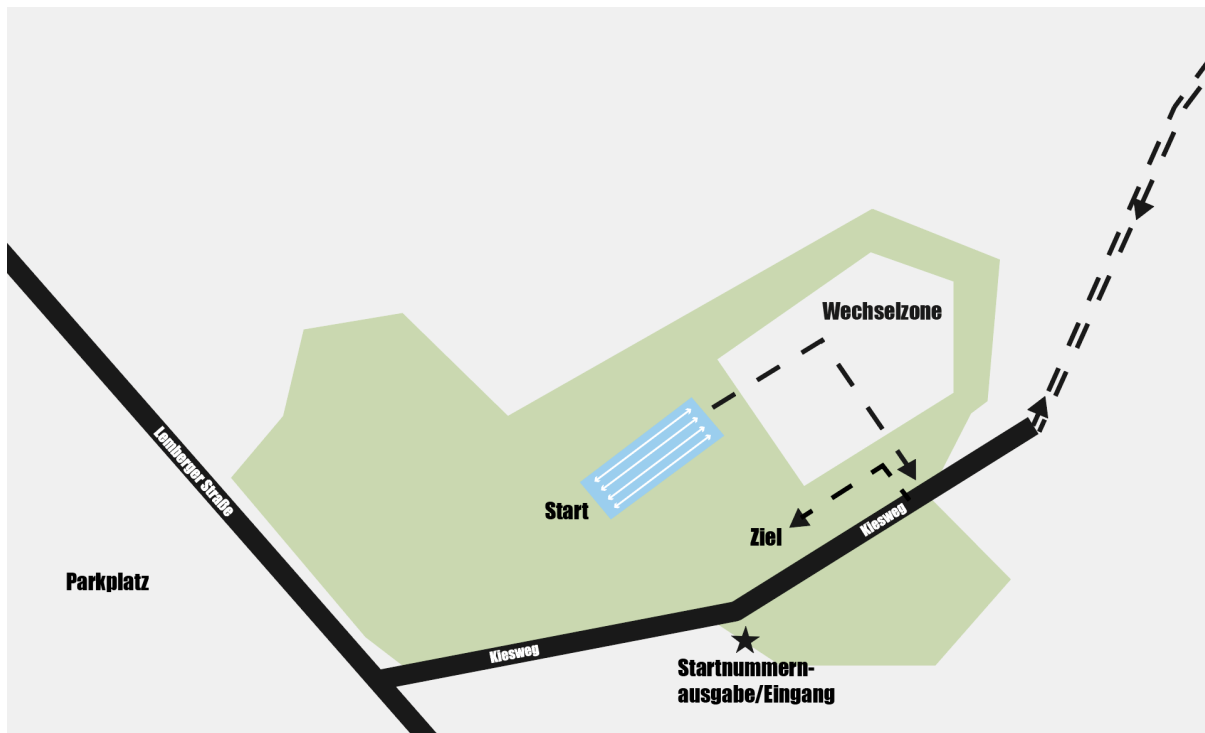 Wechselzone
Lemberger Straße
Start
Kiesweg
Ziel
Parkplatz
Kiesweg
Startnummern-
ausgabe/Eingang